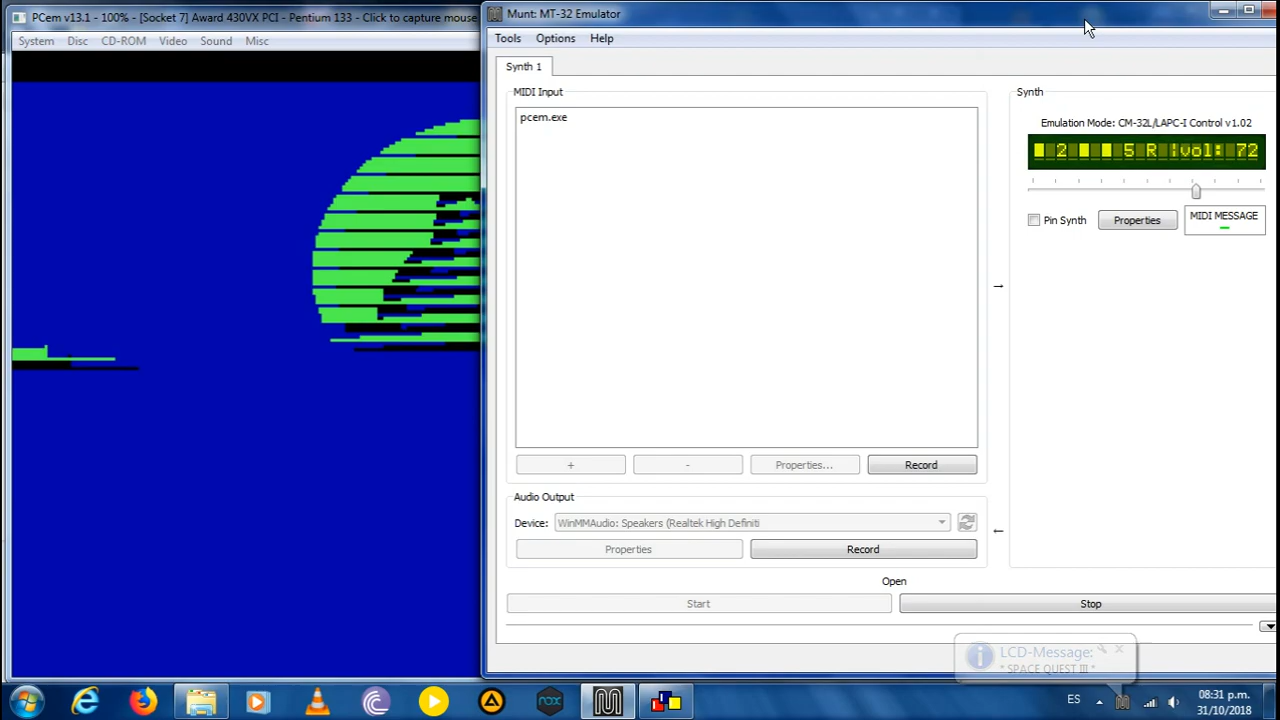 PCem v13.1 - 100% - [Socket 7] Award 430VX PCI - Pentium 133 - Click to capture mouse
System Disc CD-ROM Video Sound Misc
Munt: MT-32 Emulator
Tools Options Help
Synth 1
MIDI Input
pcem.exe
+ - Properties... Record
Audio Output
Device: WinMMAudio: Speakers (Realtek High Definiti
Properties Record
Synth
Emulation Mode: CM-32L/LAPC-I Control v1.02
2 5 R |vol: 72
Pin Synth Properties MIDI MESSAGE
→
←
Open
Start Stop
LCD-Message:
* SPACE QUEST III *
nox
ES
08:31 p.m.
31/10/2018